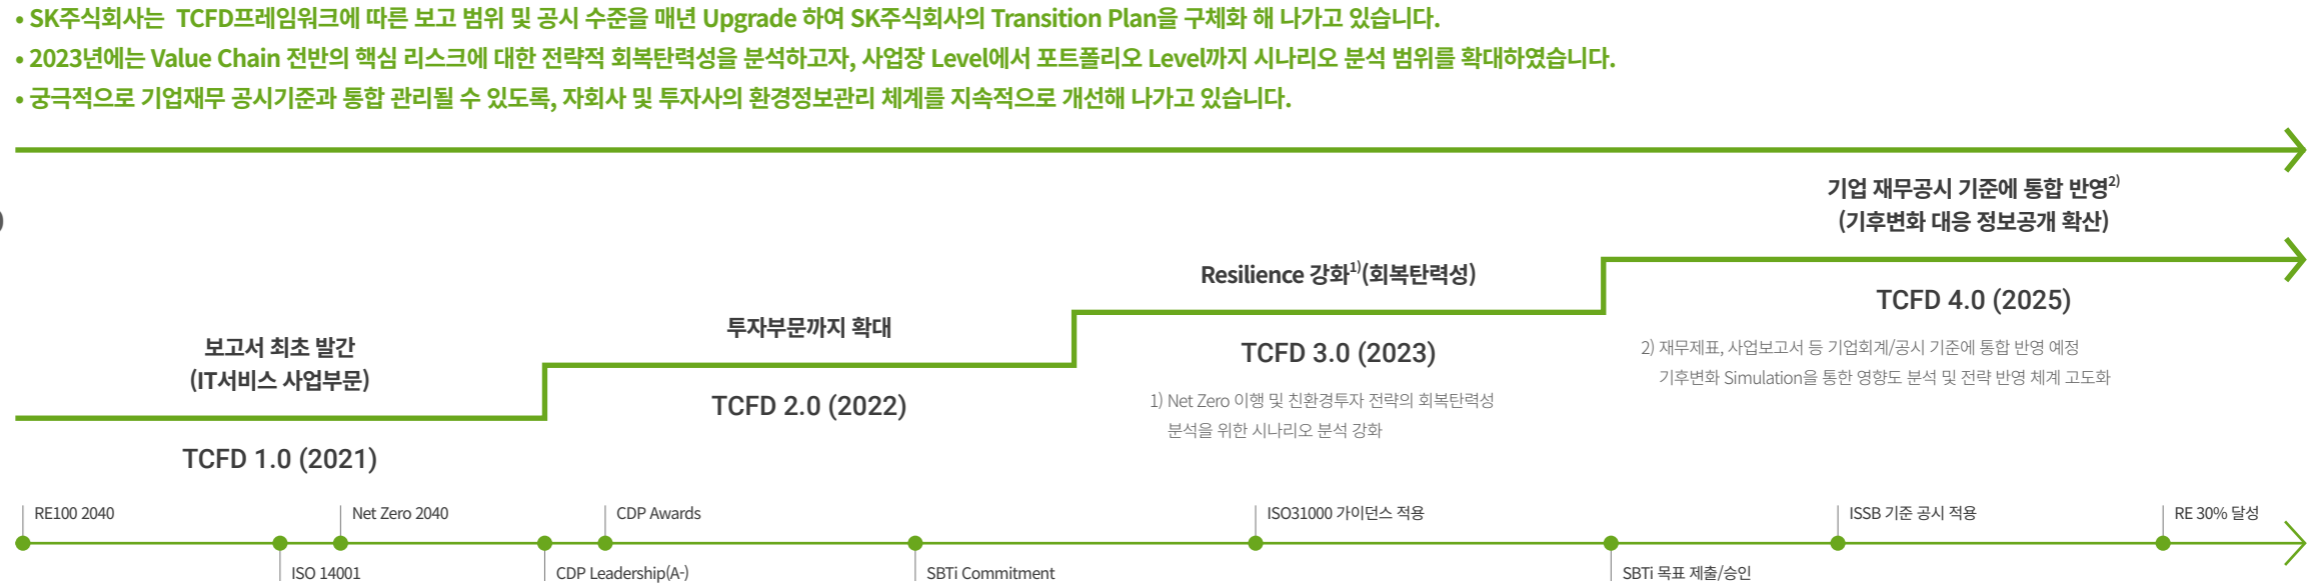 • SK주식회사는 TCFD프레임워크에 따른 보고 범위 및 공시 수준을 매년 Upgrade 하여 SK주식회사의 Transition Plan을 구체화 해 나가고 있습니다.
• 2023년에는 Value Chain 전반의 핵심 리스크에 대한 전략적 회복탄력성을 분석하고자, 사업장 Level에서 포트폴리오 Level까지 시나리오 분석 범위를 확대하였습니다.
• 궁극적으로 기업재무 공시기준과 통합 관리될 수 있도록, 자회사 및 투자사의 환경정보관리 체계를 지속적으로 개선해 나가고 있습니다.
보고서 최초 발간
(IT서비스 사업부문)
TCFD 1.0 (2021)
투자부문까지 확대
TCFD 2.0 (2022)
Resilience 강화1)(회복탄력성)
TCFD 3.0 (2023)
1) Net Zero 이행 및 친환경투자 전략의 회복탄력성
분석을 위한 시나리오 분석 강화
기업 재무공시 기준에 통합 반영2)
(기후변화 대응 정보공개 확산)
TCFD 4.0 (2025)
2) 재무제표, 사업보고서 등 기업회계/공시 기준에 통합 반영 예정
기후변화 Simulation을 통한 영향도 분석 및 전략 반영 체계 고도화
RE100 2040
ISO 14001
Net Zero 2040
CDP Leadership(A-)
CDP Awards
SBTi Commitment
ISO31000 가이던스 적용
SBTi 목표 제출/승인
ISSB 기준 공시 적용
RE 30% 달성